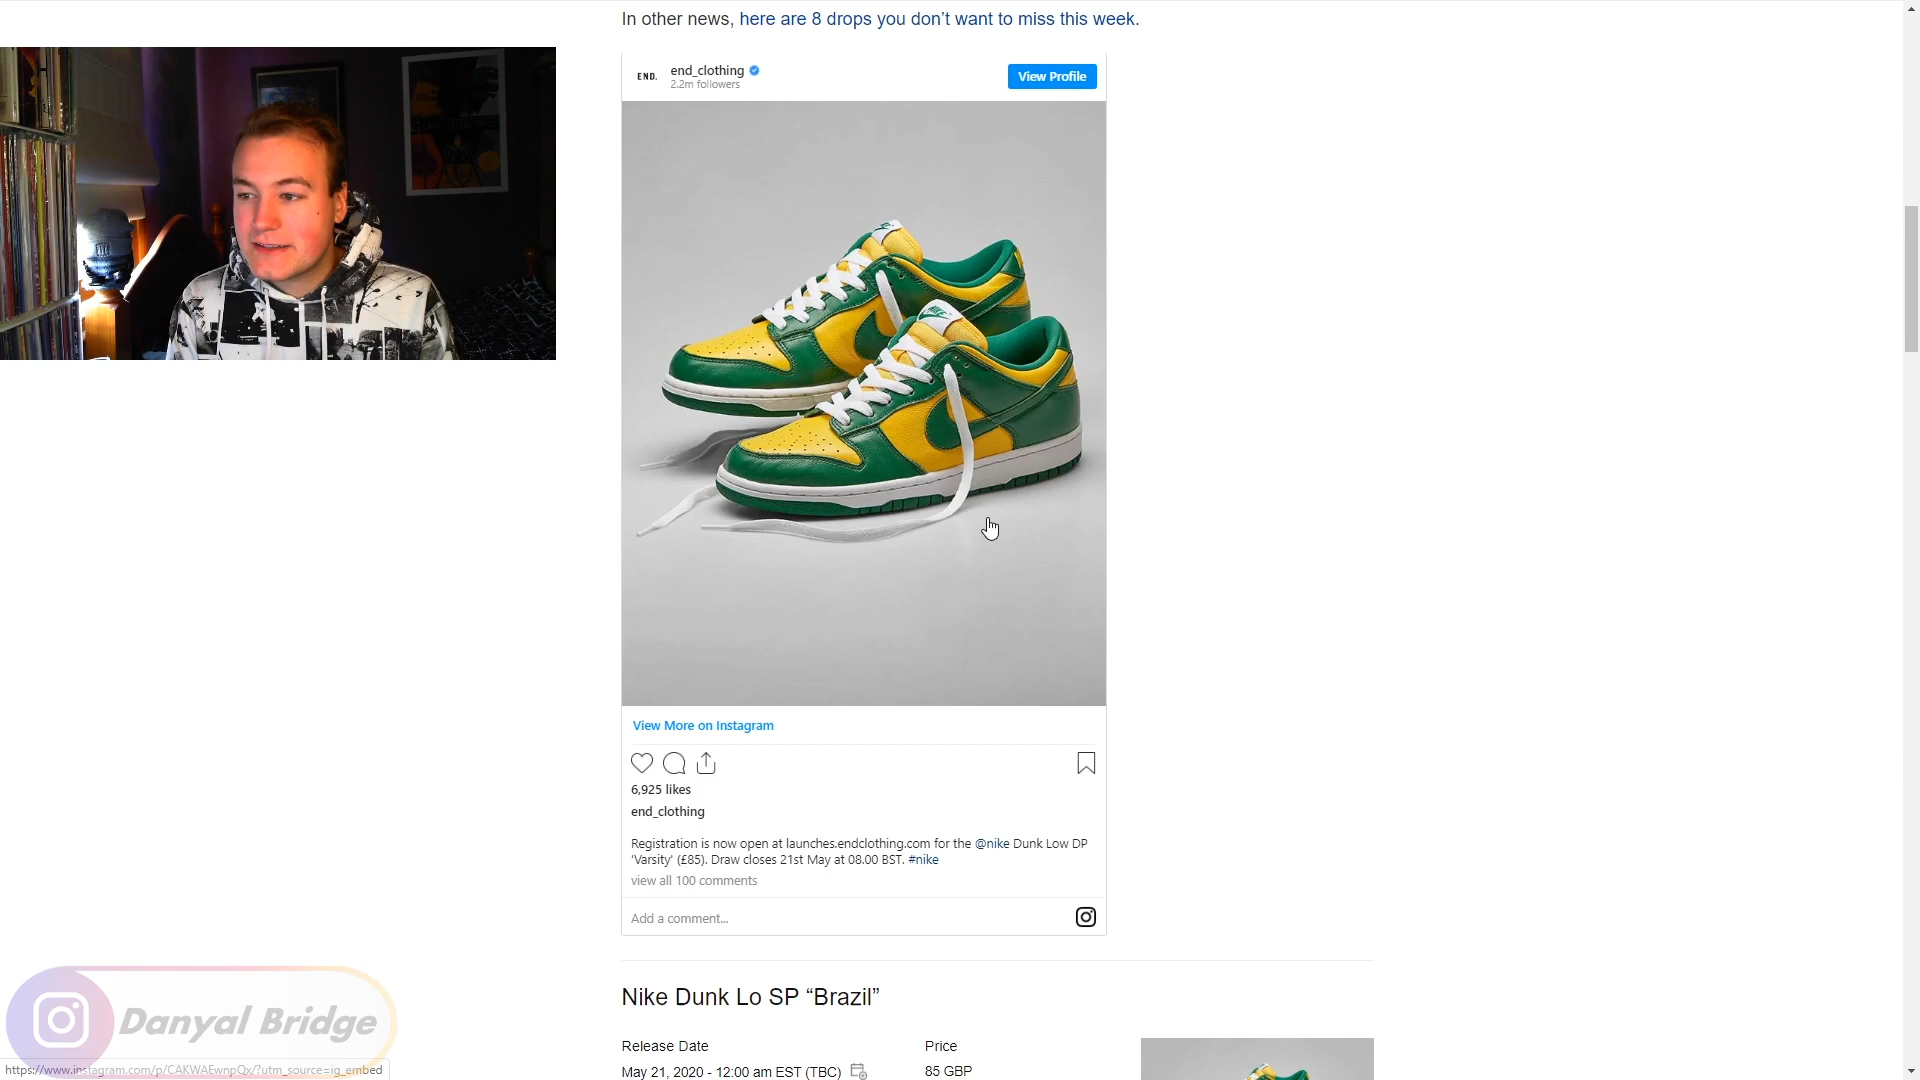 In other news, here are 8 drops you don’t want to miss this week.
END. end_clothing
2.2m followers
View Profile
View More on Instagram
6,925 likes
end_clothing
Registration is now open at launches.endclothing.com for the @nike Dunk Low DP
'Varsity' (£85). Draw closes 21st May at 08.00 BST. #nike
view all 100 comments
Add a comment...
Nike Dunk Lo SP “Brazil”
Release Date
Price
May 21, 2020 - 12:00 am EST (TBC)
85 GBP
Danyal Bridge
https://www.instagram.com/p/CAKWAEwnpQx/?utm_source=ig_embed